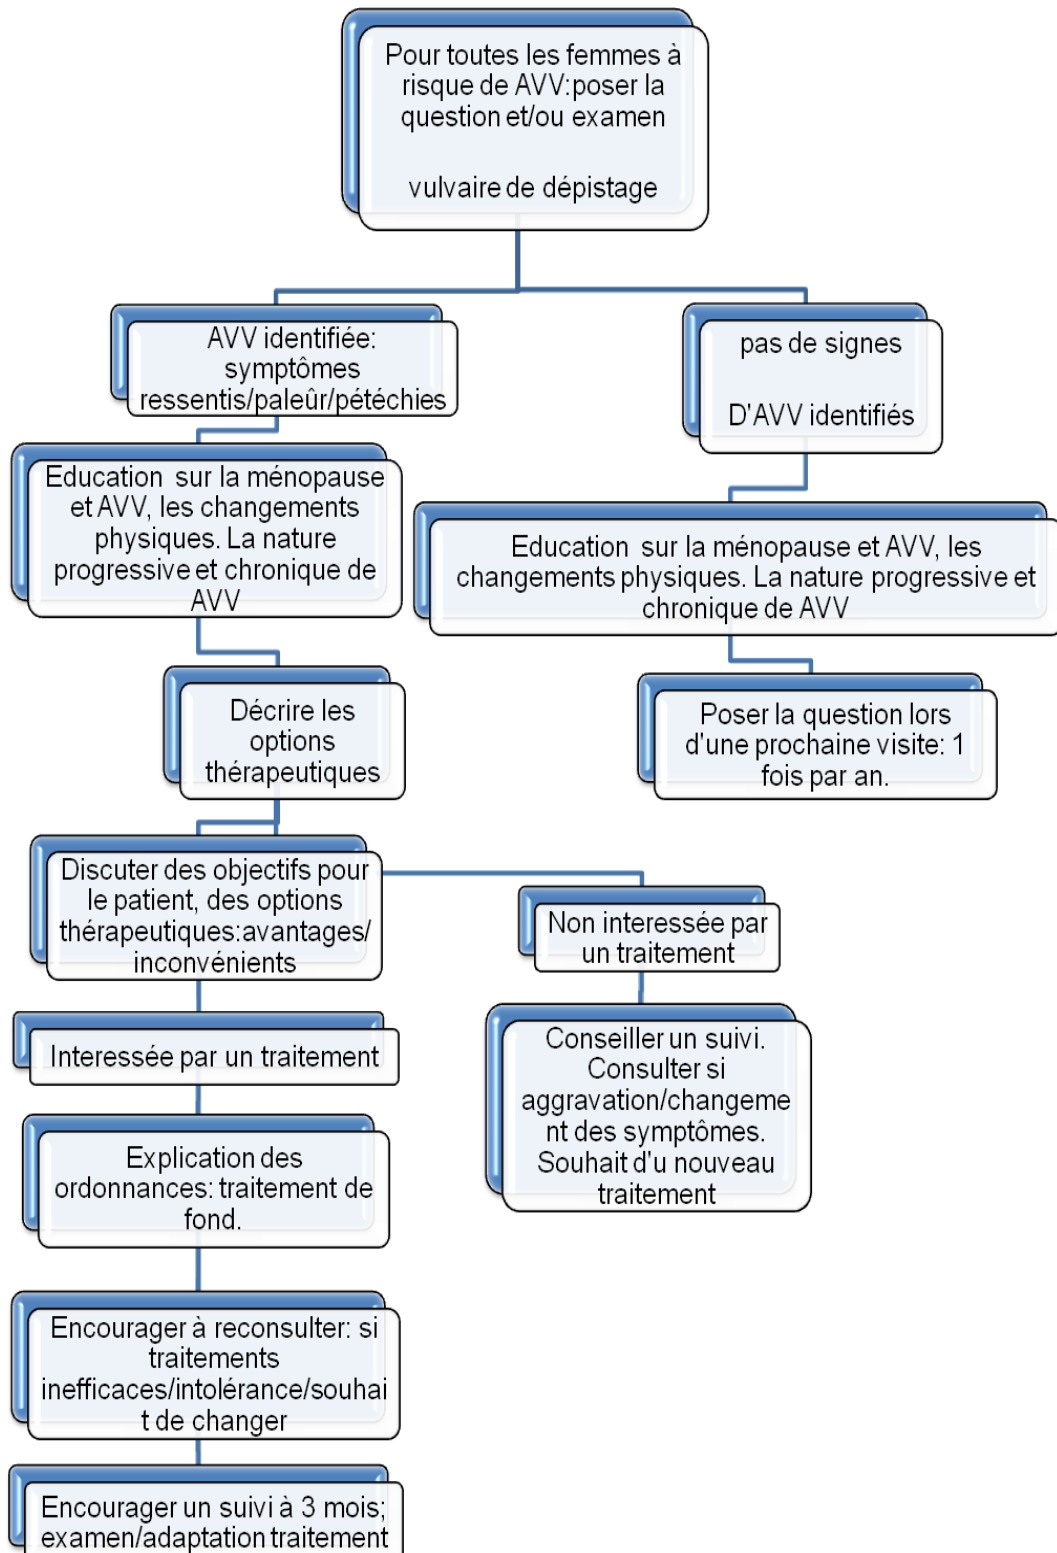 Pour toutes les femmes à
risque de AVV:poser la
question et/ou examen
vulvaire de dépistage
AVV identifiée:
symptômes
ressentis/paleûr/pétéchies
pas de signes
D'AVV identifiés
Education sur la ménopause
et AVV, les changements
physiques. La nature
progressive et chronique de
AVV
Education sur la ménopause et AVV, les
changements physiques. La nature progressive et
chronique de AVV
Décrire les
options
thérapeutiques
Poser la question lors
d'une prochaine visite: 1
fois par an.
Discuter des objectifs pour
le patient, des options
thérapeutiques:avantages/
inconvénients
Non interessée par
un traitement
Interessée par un traitement
Conseiller un suivi.
Consulter si
aggravation/changeme
nt des symptômes.
Souhait d'u nouveau
traitement
Explication des
ordonnances: traitement de
fond.
Encourager à reconsulter: si
traitements
inefficaces/intolérance/souhai
t de changer
Encourager un suivi à 3 mois;
examen/adaptation traitement